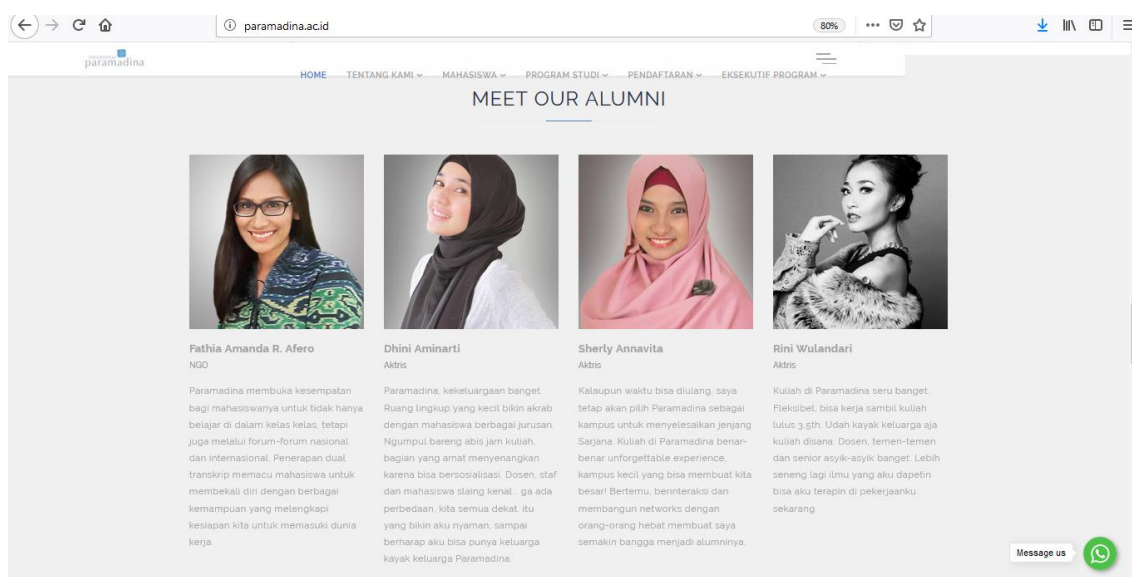 paramadina.ac.id
80%
paramadina
HOME TENTANG KAMI MAHASISWA PROGRAM STUDI PENDAFTARAN EKSEKUTIF PROGRAM
MEET OUR ALUMNI
Fathia Amanda R. Afero
NGO
Paramadina membuka kesempatan
bagi mahasiswanya untuk tidak hanya
belajar di dalam kelas kelas, tetapi
juga melalui forum-forum nasional
dan internasional. Penerapan dual
transkrip memacu mahasiswa untuk
membekali diri dengan berbagai
kemampuan yang melengkapi
kesiapan kita untuk memasuki dunia
kerja.
Dhini Aminarti
Aktris
Paramadina, kekeluargaan banget.
Ruang lingkup yang kecil bikin akrab
dengan mahasiswa berbagai jurusan.
Ngumpul bareng abis jam kuliah,
bagian yang amat menyenangkan
karena bisa bersosialisasi. Dosen, staf
dan mahasiswa slaing kenal… ga ada
perbedaan, kita semua dekat. itu
yang bikin aku nyaman, sampai
berharap aku bisa punya keluarga
kayak keluarga Paramadina.
Sherly Annavita
Aktris
Kalaupun waktu bisa diulang, saya
tetap akan pilih Paramadina sebagai
kampus untuk menyelesaikan jenjang
Sarjana. Kuliah di Paramadina benar-
benar unforgettable experience,
kampus kecil yang bisa membuat kita
besar! Bertemu, berinteraksi dan
membangun networks dengan
orang-orang hebat membuat saya
semakin bangga menjadi alumninya.
Rini Wulandari
Aktris
Kuliah di Paramadina seru banget.
Fleksibel, bisa kerja sambil kuliah
lulus 3,5th. Udah kayak keluarga aja
kuliah disana. Dosen, temen-temen
dan senior asyik-asyik banget. Lebih
seneng lagi ilmu yang aku dapetin
bisa aku terapin di pekerjaanku
sekarang.
Message us